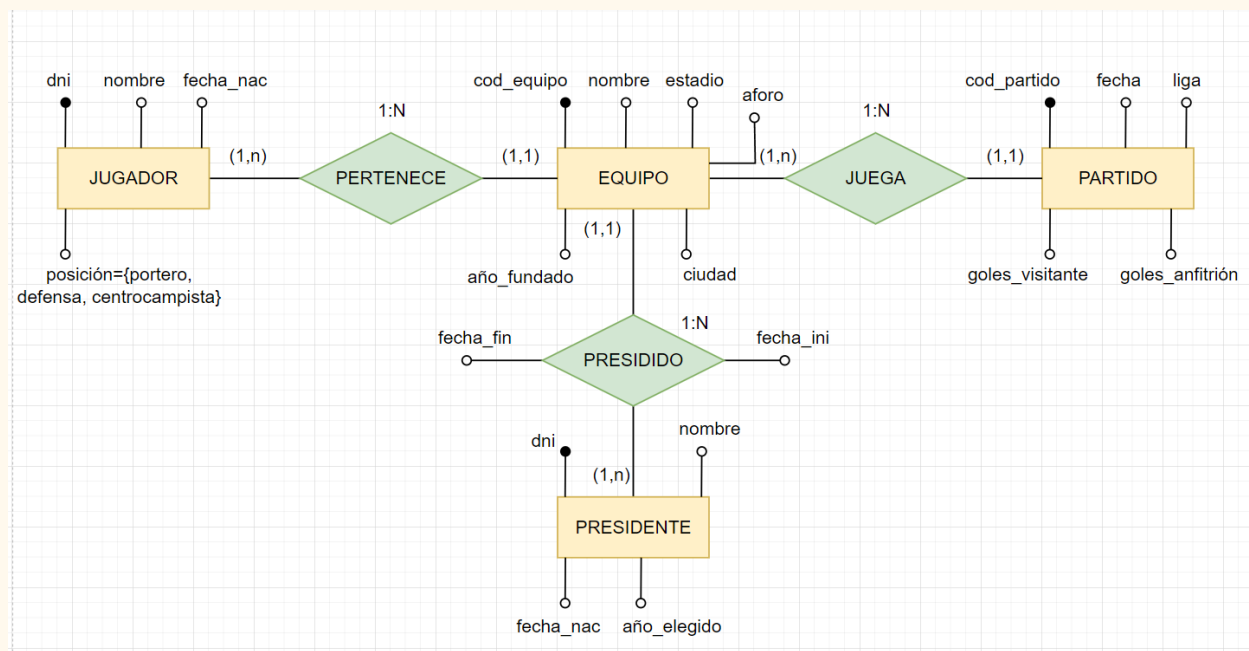 dni nombre fecha_nac
cod_equipo nombre estadio
aforo
cod_partido fecha liga
1:N
1:N
(1,n)
(1,1)
(1,n)
(1,1)
JUGADOR
PERTENECE
EQUIPO
JUEGA
PARTIDO
(1,1)
posición={portero,
defensa, centrocampista}
año_fundado
ciudad
goles_visitante
goles_anfitrión
1:N
fecha_fin
fecha_ini
PRESIDIDO
dni
nombre
(1,n)
PRESIDENTE
fecha_nac
año_elegido